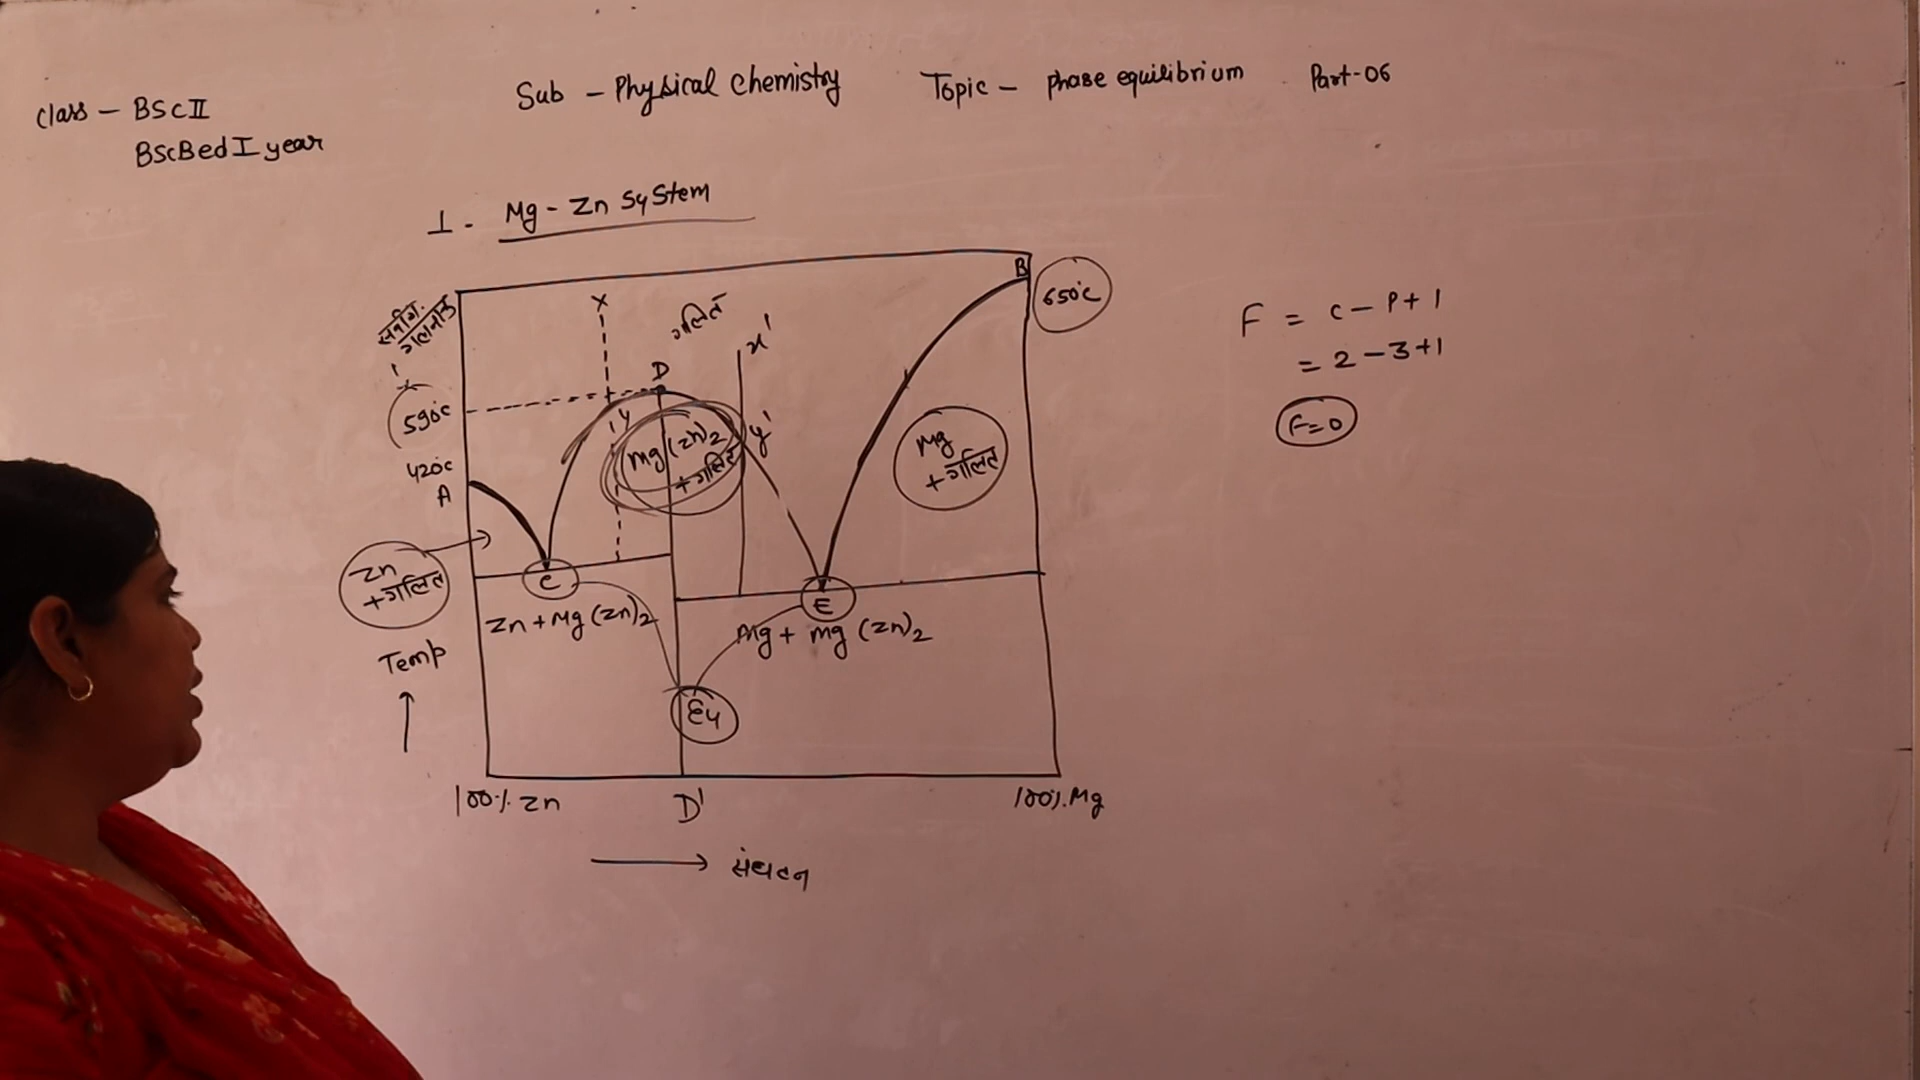 Class - BSc II
BScBed I year
Sub - Physical Chemistry
Topic - phase equilibrium
Part-06
1. Mg - Zn System
B
650°c
X
गलित
x'
D
590°c
y
y'
Mg(Zn)2
+गलित
Mg
+गलित
420°c
A
Zn
+गलित
C
E
Zn + Mg (Zn)2
Mg + mg (Zn)2
Temp
100% Zn
D'
100% Mg
संघटन
F = c - P + 1
= 2 - 3 + 1
F = 0